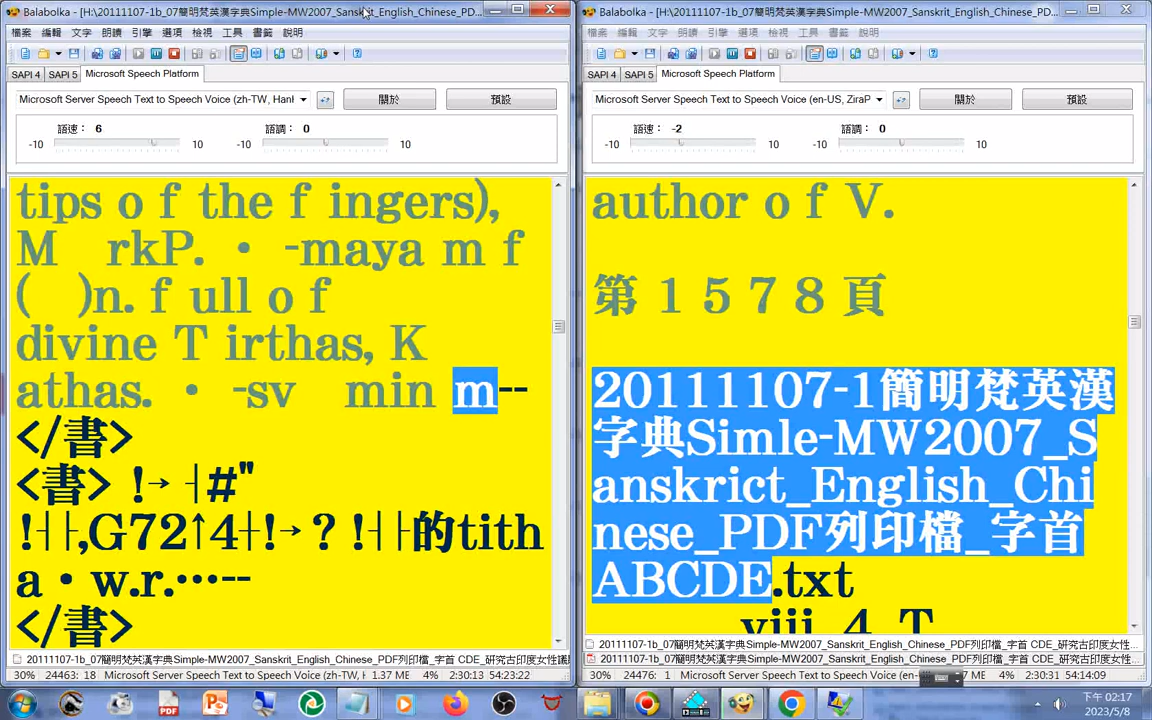 Balabolka - [H:\20111107-1b_07簡明梵英漢字典Simple-MW2007_Sanskrit_English_Chinese_PD...
檔案 編輯 文字 朗讀 引擎 選項 檢視 工具 書籤 說明
SAPI 4 SAPI 5 Microsoft Speech Platform
Microsoft Server Speech Text to Speech Voice (zh-TW, HanH 關於 預設
語速： 6 語調： 0
-10 10 -10 10
tips o f the f ingers),
M rkP. • -maya m f
( )n. f ull o f
divine T irthas, K
athas. • -sv min m--
</書>
<書> !→ ┤#"
!┤├,G72↑4┼!→ ? !┤├的tith
a • w.r.…--
</書>
20111107-1b_07簡明梵英漢字典Simple-MW2007_Sanskrit_English_Chinese_PDF列印檔_字首 CDE_研究古印度女性議
30% 24463: 18 Microsoft Server Speech Text to Speech Voice (zh-TW, H 1.37 ME 4% 2:30:13 54:23:22
Balabolka - [H:\20111107-1b_07簡明梵英漢字典Simple-MW2007_Sanskrit_English_Chinese_PD...
檔案 編輯 文字 朗讀 引擎 選項 檢視 工具 書籤 說明
SAPI 4 SAPI 5 Microsoft Speech Platform
Microsoft Server Speech Text to Speech Voice (en-US, ZiraP 關於 預設
語速： -2 語調： 0
-10 10 -10 10
author o f V.
第 1 5 7 8 頁
20111107-1簡明梵英漢
字典Simle-MW2007_S
anskrict_English_Chi
nese_PDF列印檔_字首
ABCDE.txt
viii, 4, T
20111107-1b_07簡明梵英漢字典Simple-MW2007_Sanskrit_English_Chinese_PDF列印檔_字首 CDE_研究古印度女性
20111107-1b_07簡明梵英漢字典Simple-MW2007_Sanskrit_English_Chinese_PDF列印檔_字首 CDE_研究古印度女性
30% 24476: 1 Microsoft Server Speech Text to Speech Voice 4% 2:30:31 54:14:09
下午 02:17
2023/5/8